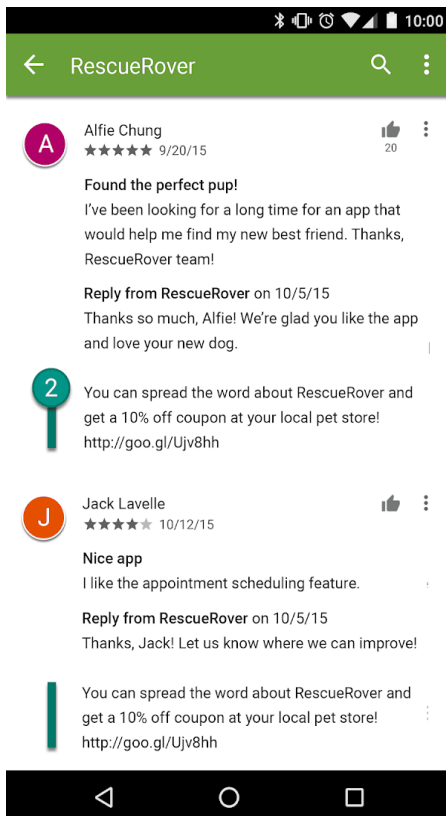 10:00
RescueRover
A
Alfie Chung
★★★★★ 9/20/15
20
Found the perfect pup!
I've been looking for a long time for an app that
would help me find my new best friend. Thanks,
RescueRover team!
Reply from RescueRover on 10/5/15
Thanks so much, Alfie! We're glad you like the app
and love your new dog.
2
You can spread the word about RescueRover and
get a 10% off coupon at your local pet store!
http://goo.gl/Ujv8hh
J
Jack Lavelle
★★★★★ 10/12/15
Nice app
I like the appointment scheduling feature.
Reply from RescueRover on 10/5/15
Thanks, Jack! Let us know where we can improve!
You can spread the word about RescueRover and
get a 10% off coupon at your local pet store!
http://goo.gl/Ujv8hh